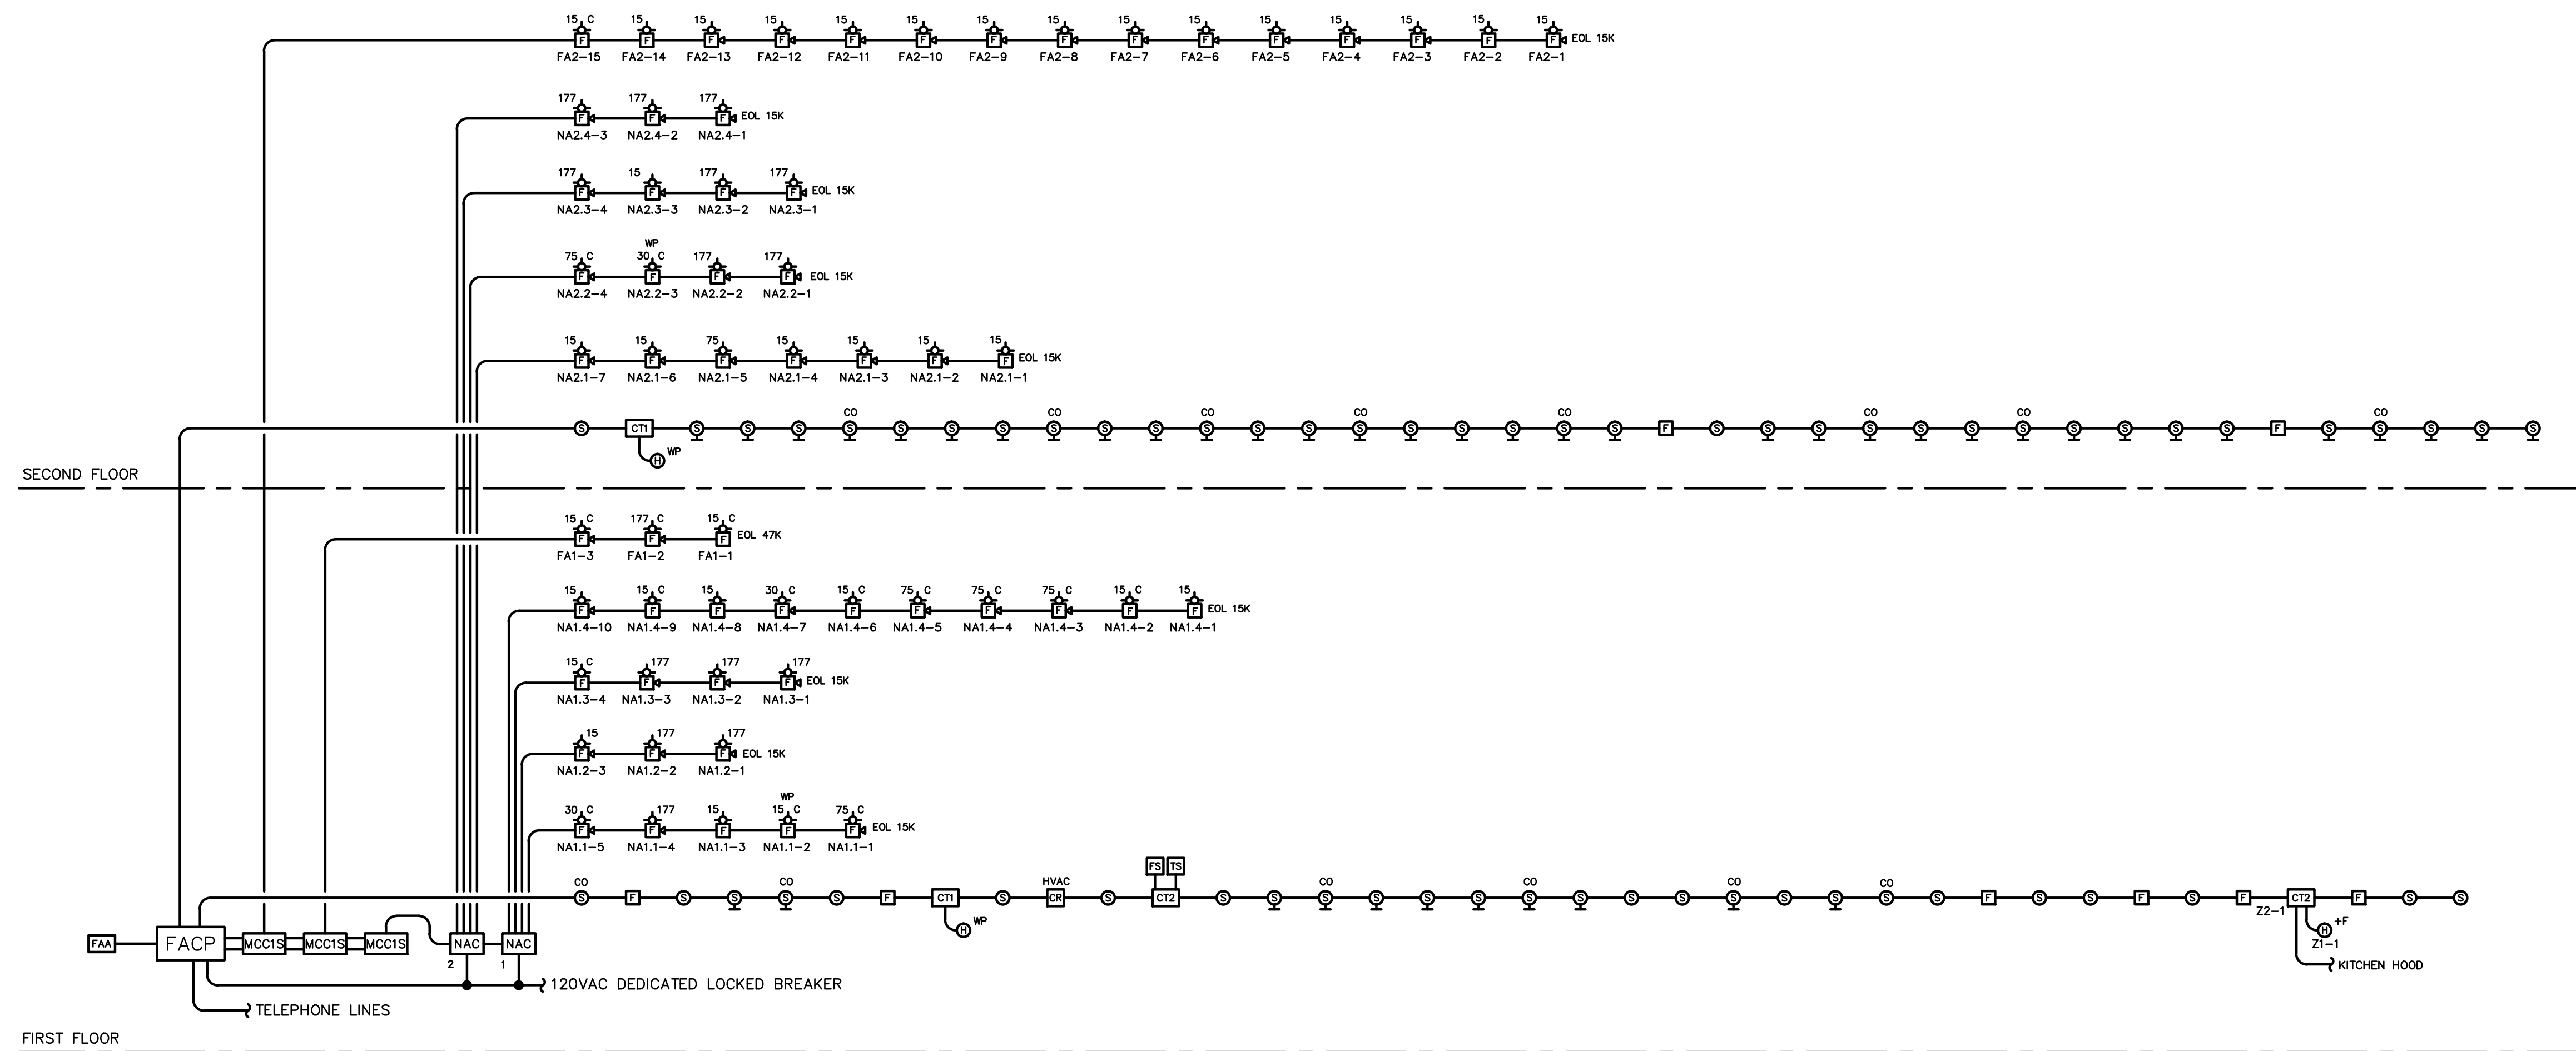 15 C 15 15 15 15 15 15 15 15 15 15 15 15 15 15
F F F F F F F F F F F F F F F EOL 15K
FA2-15 FA2-14 FA2-13 FA2-12 FA2-11 FA2-10 FA2-9 FA2-8 FA2-7 FA2-6 FA2-5 FA2-4 FA2-3 FA2-2 FA2-1
177 177 177
F F F EOL 15K
NA2.4-3 NA2.4-2 NA2.4-1
177 15 177 177
F F F F EOL 15K
NA2.3-4 NA2.3-3 NA2.3-2 NA2.3-1
WP
75 C 30 C 177 177
F F F F EOL 15K
NA2.2-4 NA2.2-3 NA2.2-2 NA2.2-1
15 15 75 15 15 15 15
F F F F F F F EOL 15K
NA2.1-7 NA2.1-6 NA2.1-5 NA2.1-4 NA2.1-3 NA2.1-2 NA2.1-1
CO CO CO CO CO CO CO CO
S CT1 S S S S S S S S S S S S S S S S S S S F S S S S S S S S S S S F S S S S S
H WP
SECOND FLOOR
15 C 177 C 15 C
F F F EOL 47K
FA1-3 FA1-2 FA1-1
15 15 C 15 30 C 15 C 75 C 75 C 75 C 15 C 15
F F F F F F F F F F EOL 15K
NA1.4-10 NA1.4-9 NA1.4-8 NA1.4-7 NA1.4-6 NA1.4-5 NA1.4-4 NA1.4-3 NA1.4-2 NA1.4-1
15 C 177 177 177
F F F F EOL 15K
NA1.3-4 NA1.3-3 NA1.3-2 NA1.3-1
15 177 177
F F F EOL 15K
NA1.2-3 NA1.2-2 NA1.2-1
WP
30 C 177 15 15 C 75 C
F F F F F EOL 15K
NA1.1-5 NA1.1-4 NA1.1-3 NA1.1-2 NA1.1-1
FS TS
CO CO HVAC CO CO CO CO
S F S S S S F CT1 S CR S CT2 S S S S S S S S S S S S S S S F S S F S F CT2 F S S
Z2-1
H WP
H +F
Z1-1
FAA FACP MCC1S MCC1S MCC1S NAC NAC
2 1
KITCHEN HOOD
120VAC DEDICATED LOCKED BREAKER
TELEPHONE LINES
FIRST FLOOR